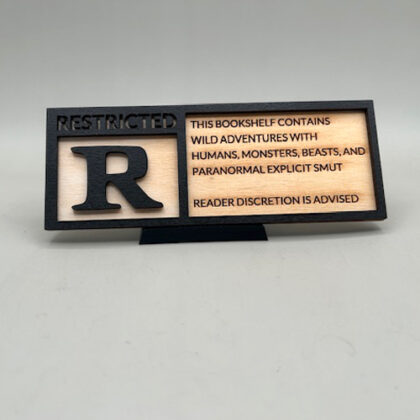 RESTRICTED
R
THIS BOOKSHELF CONTAINS
WILD ADVENTURES WITH
HUMANS, MONSTERS, BEASTS, AND
PARANORMAL EXPLICIT SMUT
READER DISCRETION IS ADVISED